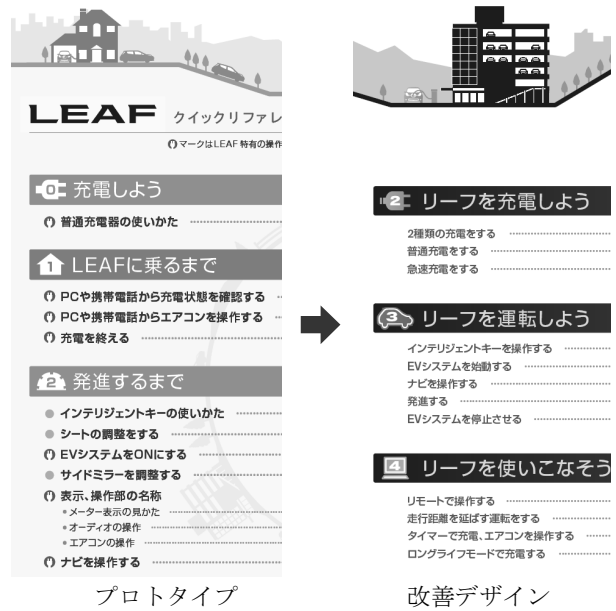 LEAF クイックリファレ
マークはLEAF 特有の操作
0 充電しよう
普通充電器の使いかた
1 LEAFに乗るまで
PCや携帯電話から充電状態を確認する
PCや携帯電話からエアコンを操作する
充電を終える
2 発進するまで
インテリジェントキーの使いかた
シートの調整をする
EVシステムをONにする
サイドミラーを調整する
表示、操作部の名称
メーター表示の見かた
オーディオの操作
エアコンの操作
ナビを操作する
プロトタイプ
2 リーフを充電しよう
2種類の充電をする
普通充電をする
急速充電をする
3 リーフを運転しよう
インテリジェントキーを操作する
EVシステムを始動する
ナビを操作する
発進する
EVシステムを停止させる
4 リーフを使いこなそう
リモートで操作する
走行距離を延ばす運転をする
タイマーで充電、エアコンを操作する
ロングライフモードで充電する
改善デザイン